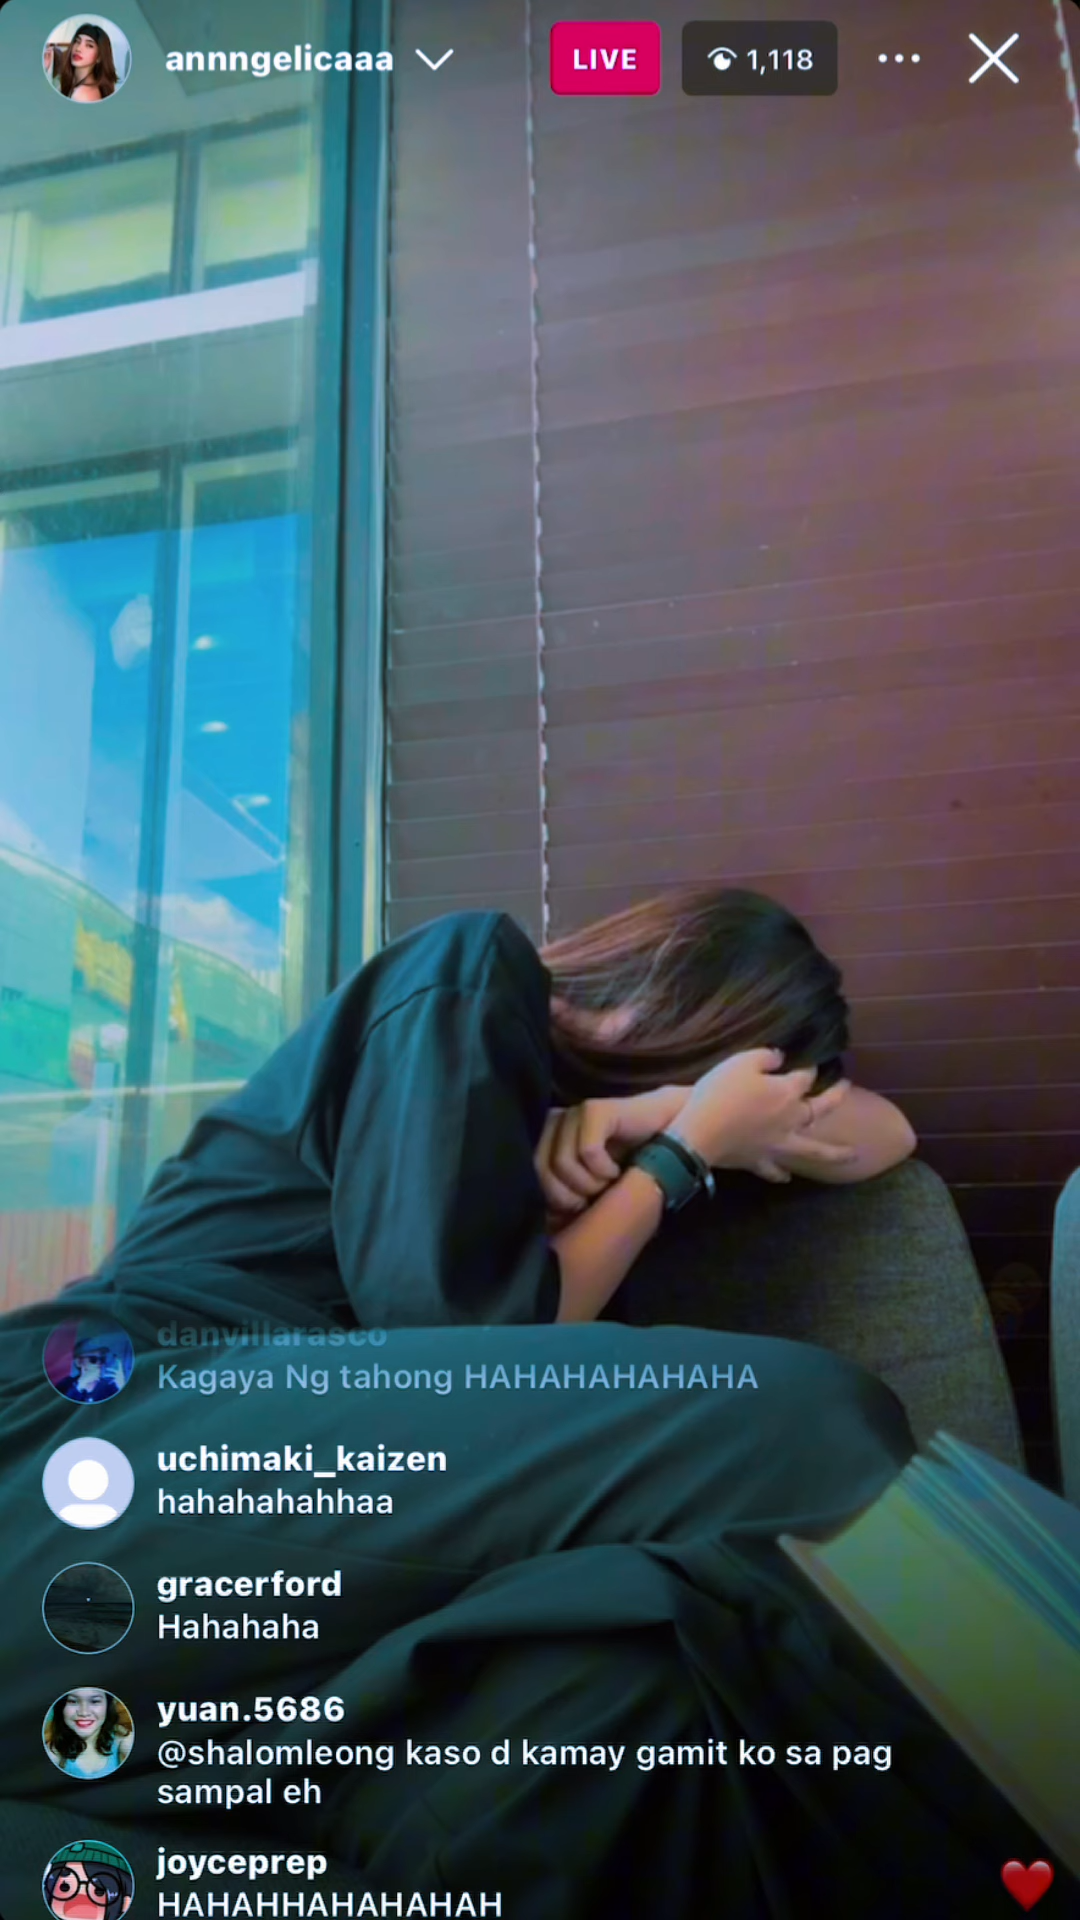 annngelicaaa
LIVE
1,118
danvillarasco
Kagaya Ng tahong HAHAHAHAHAHA
uchimaki_kaizen
hahahahahhaa
gracerford
Hahahaha
yuan.5686
@shalomleong kaso d kamay gamit ko sa pag
sampal eh
joyceprep
HAHAHHAHAHAHAH